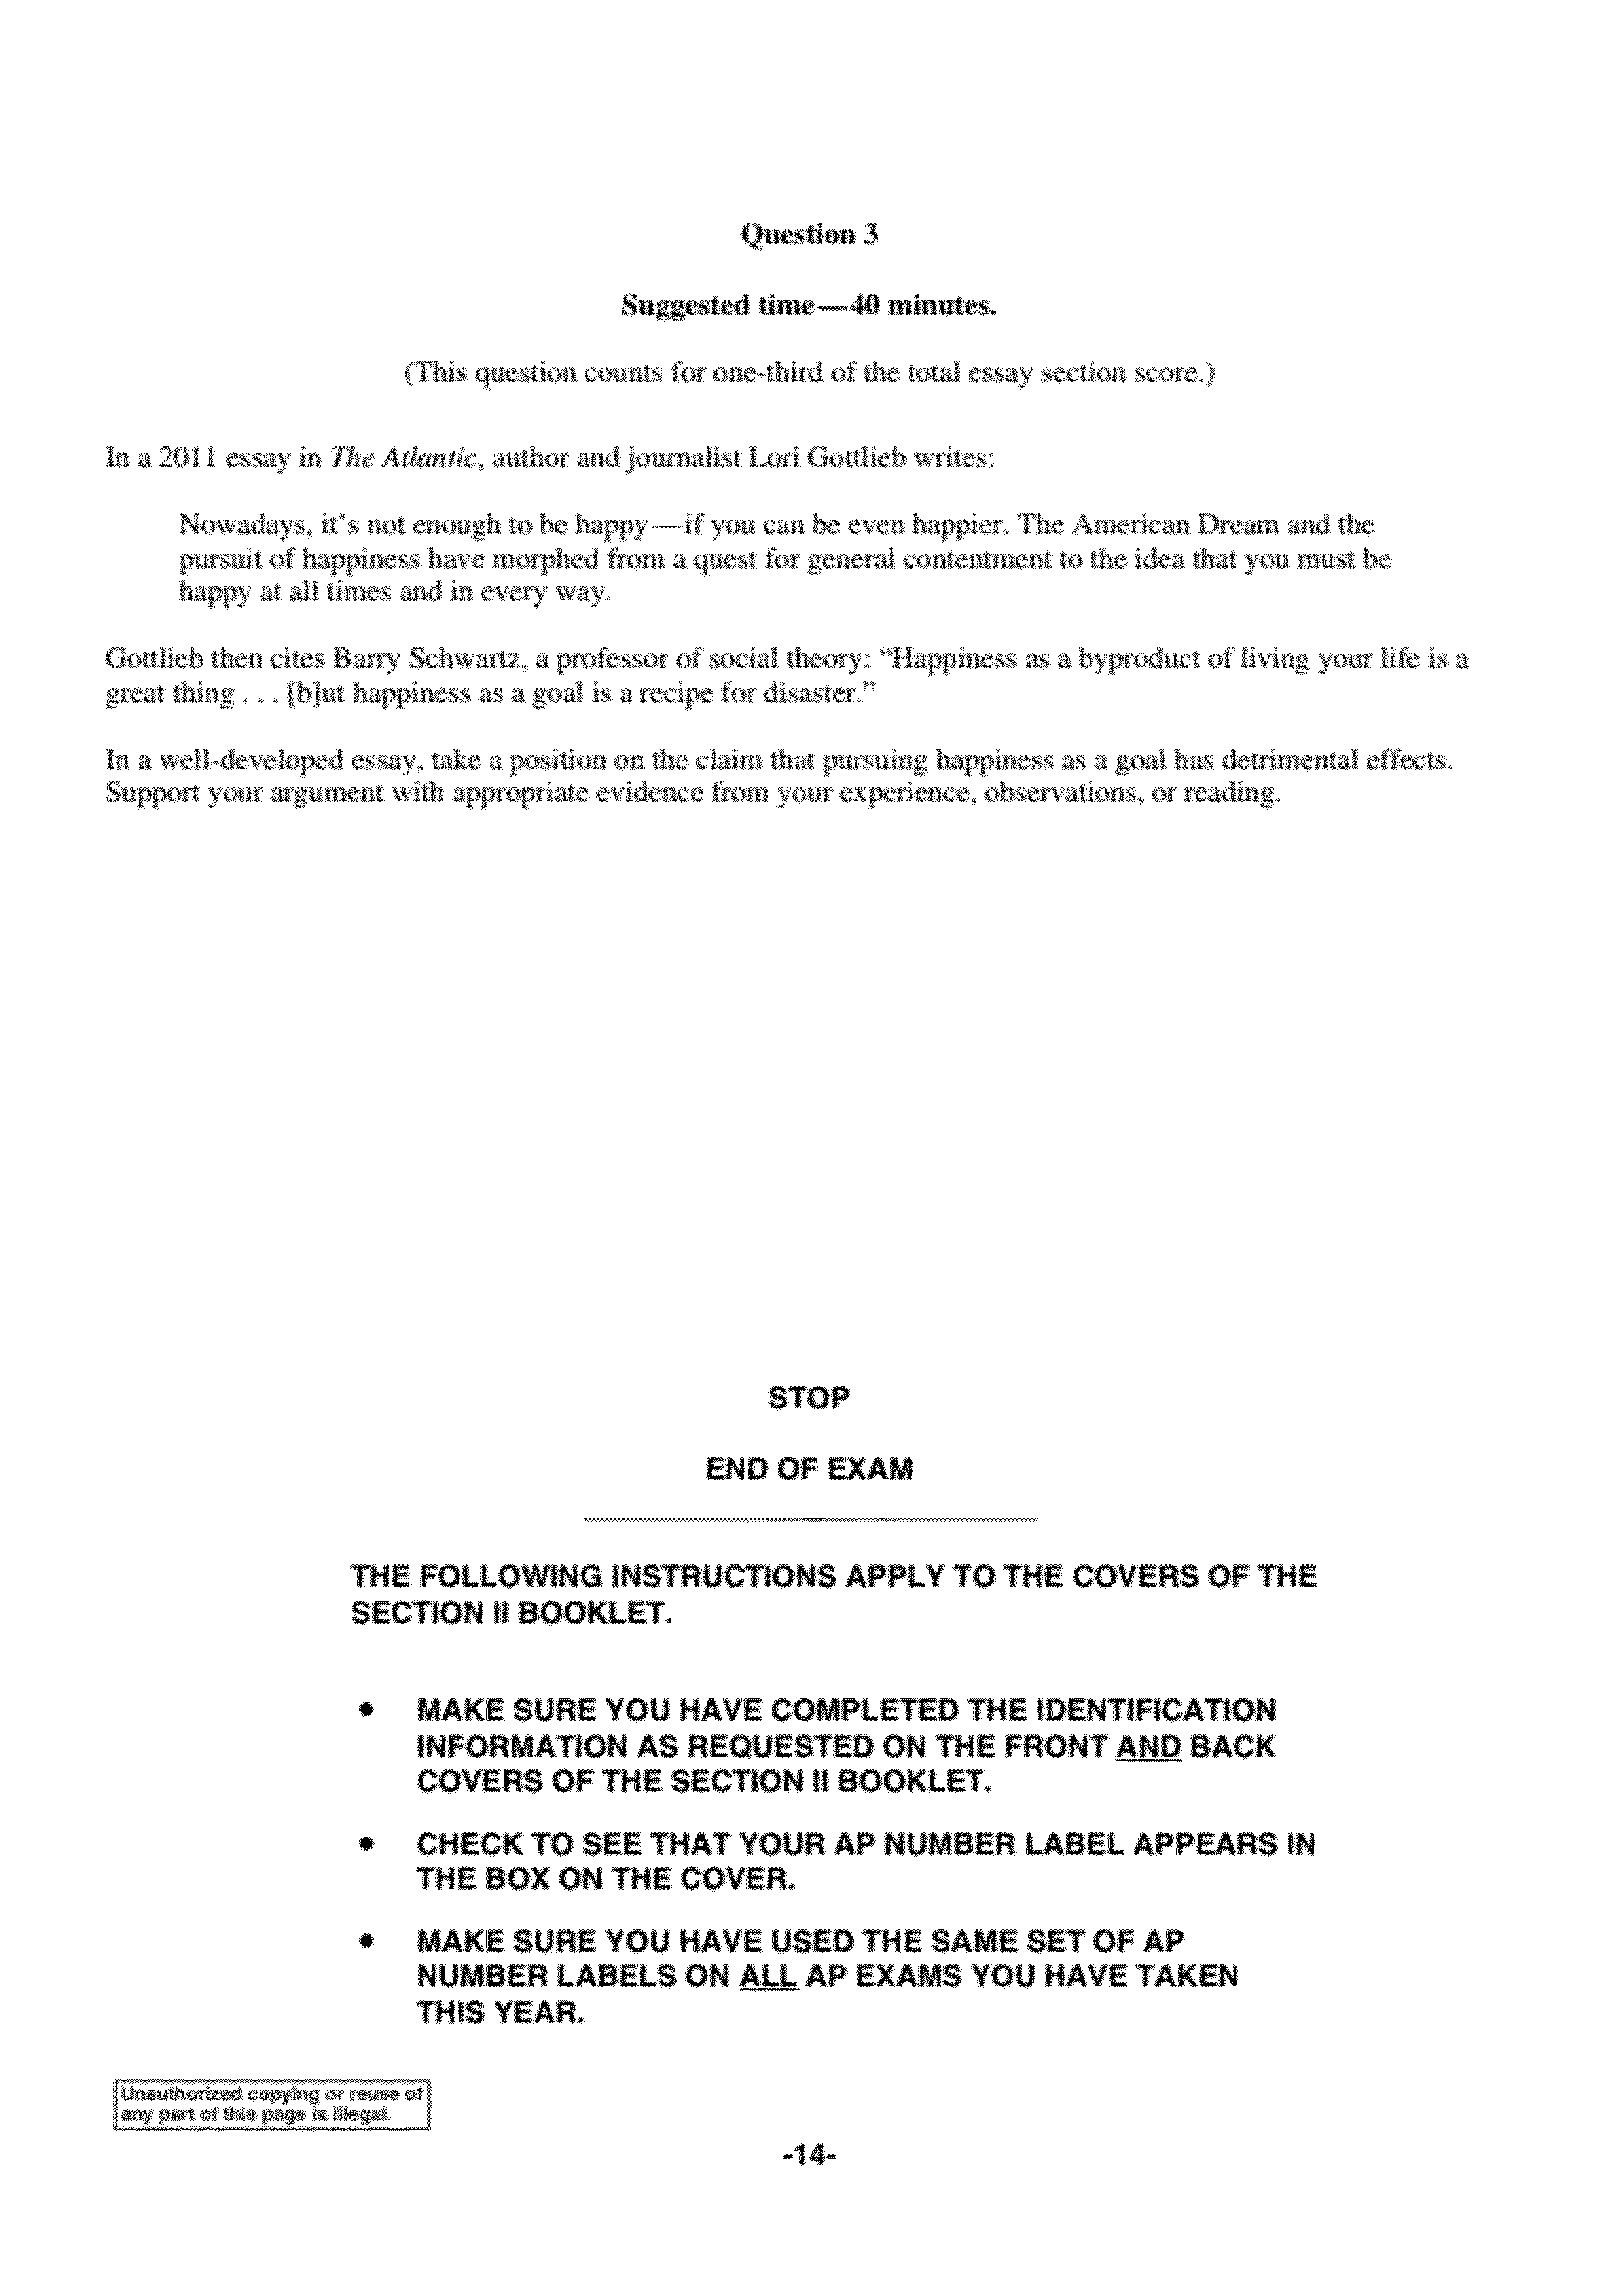 Question 3
Suggested time—40 minutes.
(This question counts for one-third of the total essay section score.)
In a 2011 essay in The Atlantic, author and journalist Lori Gottlieb writes:
Nowadays, it's not enough to be happy—if you can be even happier. The American Dream and the
pursuit of happiness have morphed from a quest for general contentment to the idea that you must be
happy at all times and in every way.
Gottlieb then cites Barry Schwartz, a professor of social theory: “Happiness as a byproduct of living your life is a
great thing . . . [b]ut happiness as a goal is a recipe for disaster.”
In a well-developed essay, take a position on the claim that pursuing happiness as a goal has detrimental effects.
Support your argument with appropriate evidence from your experience, observations, or reading.
STOP
END OF EXAM
THE FOLLOWING INSTRUCTIONS APPLY TO THE COVERS OF THE
SECTION II BOOKLET.
• MAKE SURE YOU HAVE COMPLETED THE IDENTIFICATION
INFORMATION AS REQUESTED ON THE FRONT AND BACK
COVERS OF THE SECTION II BOOKLET.
• CHECK TO SEE THAT YOUR AP NUMBER LABEL APPEARS IN
THE BOX ON THE COVER.
• MAKE SURE YOU HAVE USED THE SAME SET OF AP
NUMBER LABELS ON ALL AP EXAMS YOU HAVE TAKEN
THIS YEAR.
Unauthorized copying or reuse of
any part of this page is illegal.
-14-